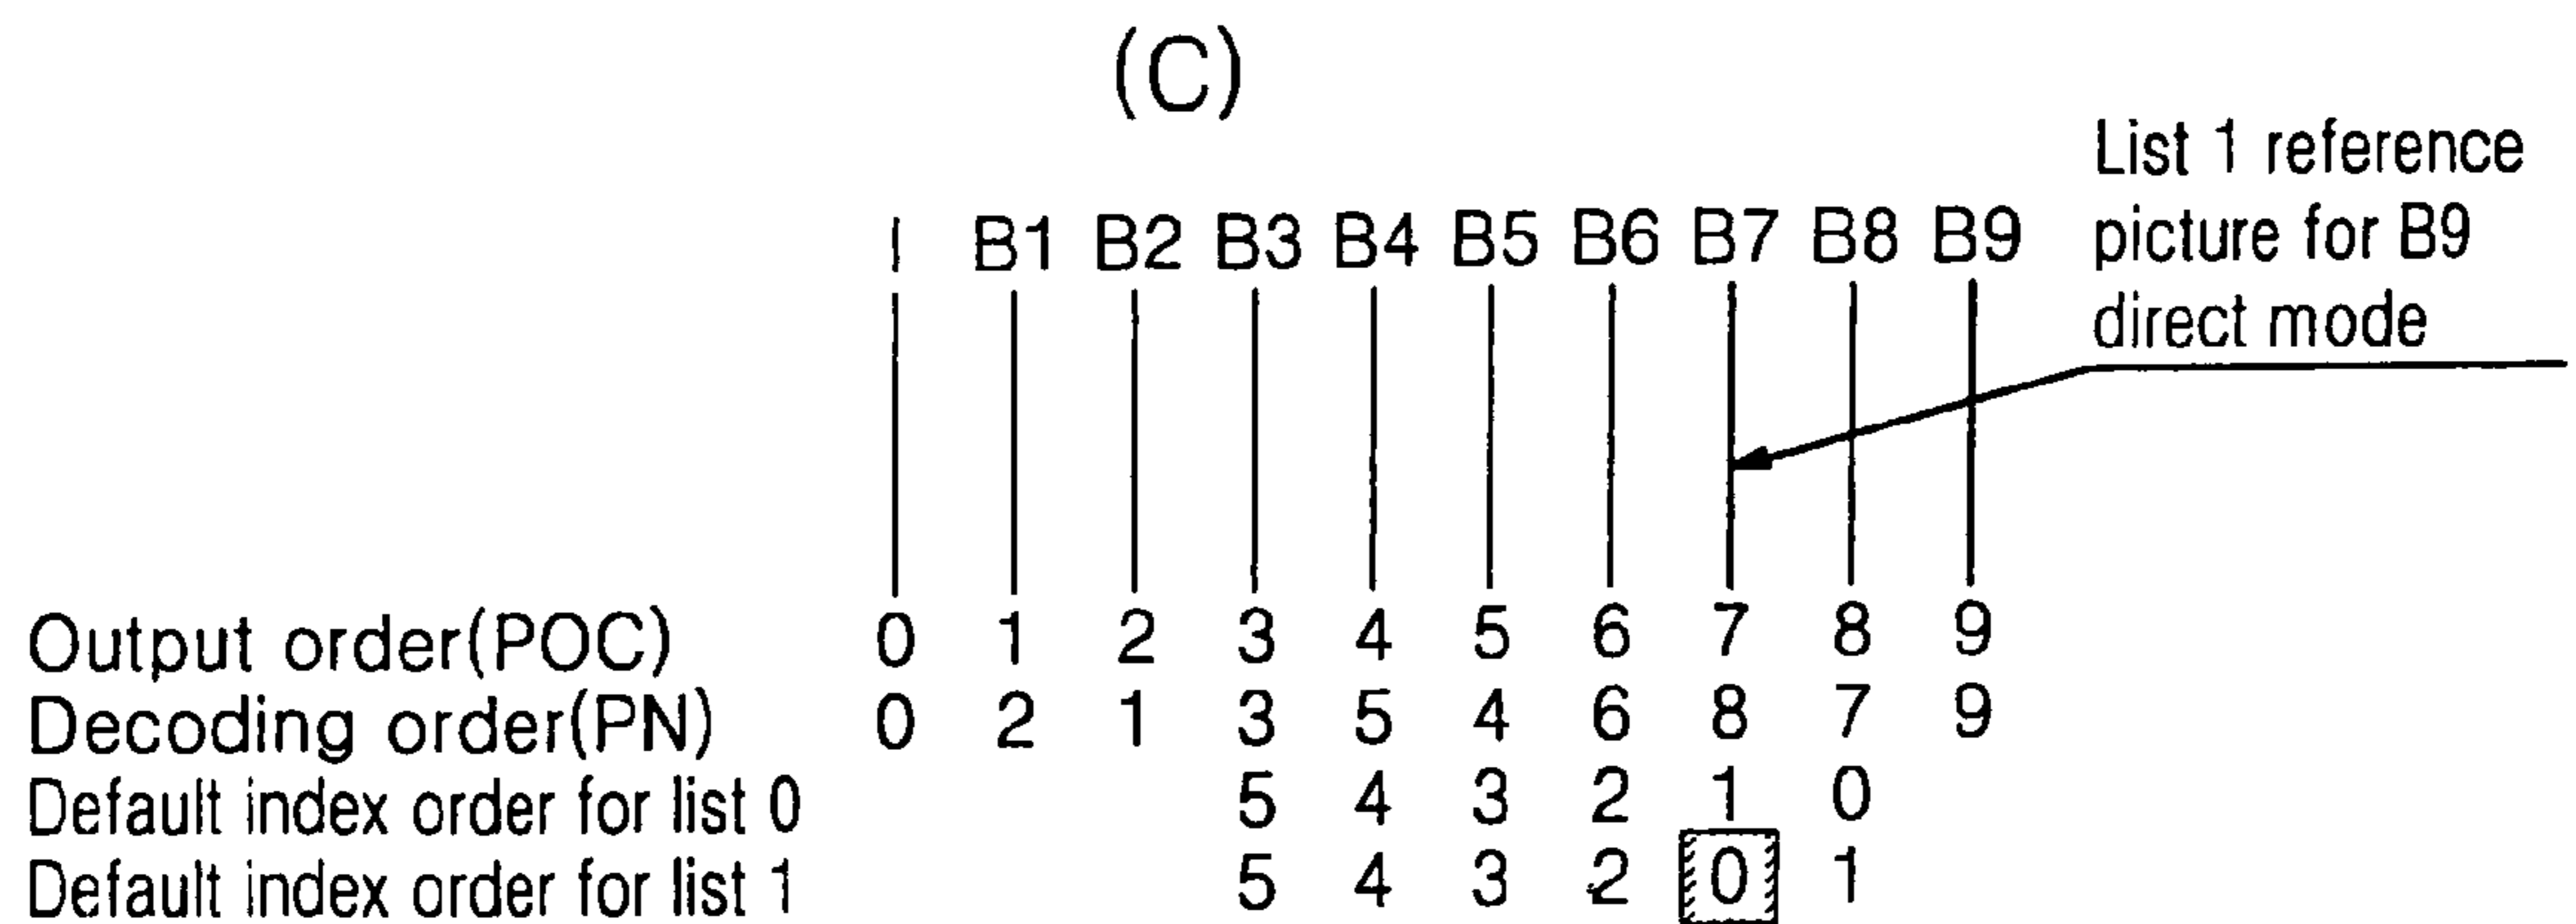 (C)
List 1 reference
picture for B9
direct mode
I B1 B2 B3 B4 B5 B6 B7 B8 B9
Output order(POC) 0 1 2 3 4 5 6 7 8 9
Decoding order(PN) 0 2 1 3 5 4 6 8 7 9
Default index order for list 0 5 4 3 2 1 0
Default index order for list 1 5 4 3 2 0 1